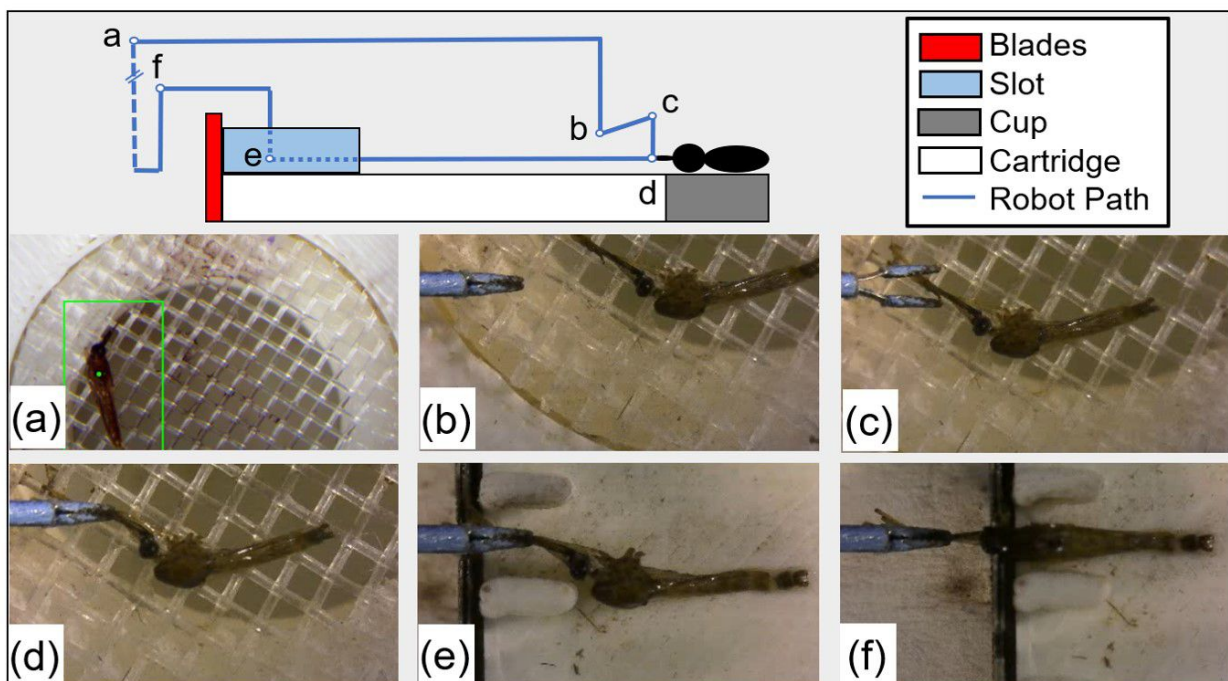 a
f
c
b
e
d
Blades
Slot
Cup
Cartridge
Robot Path
(a)
(b)
(c)
(d)
(e)
(f)